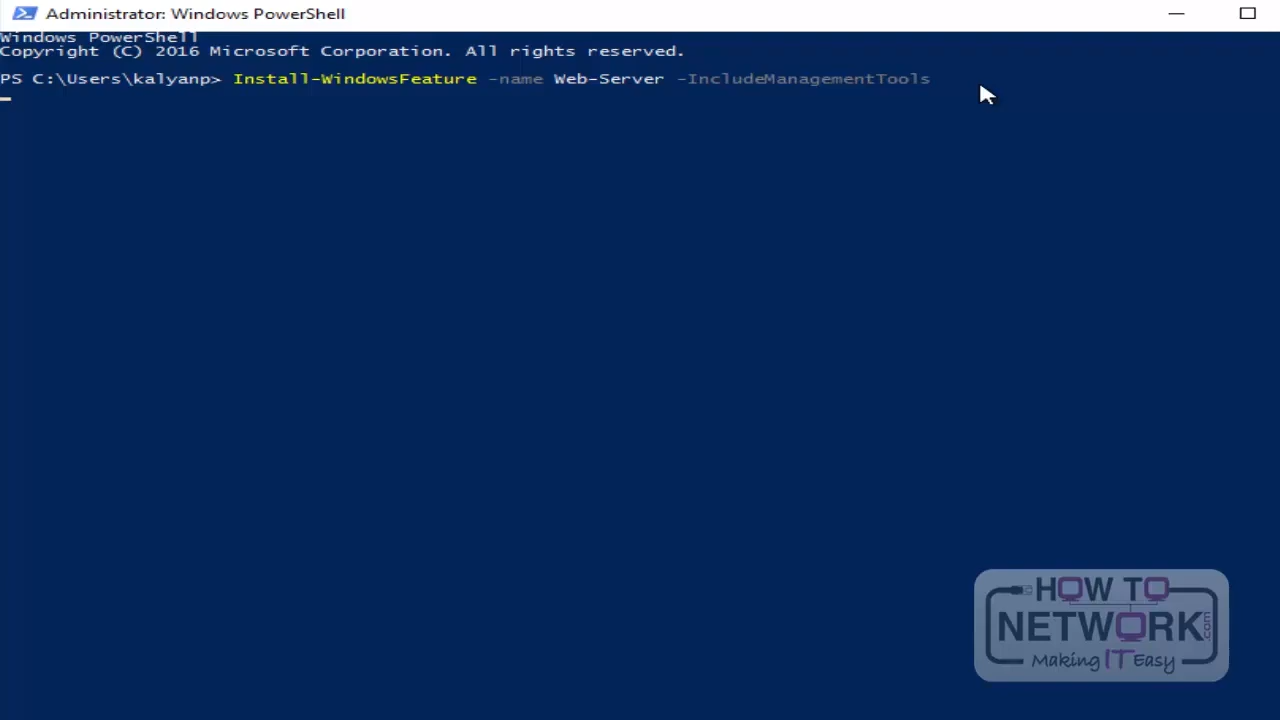 Administrator: Windows PowerShell
Windows PowerShell
Copyright (C) 2016 Microsoft Corporation. All rights reserved.
PS C:\Users\kalyanp> Install-WindowsFeature -name Web-Server -IncludeManagementTools
HOW TO
NETWORK.com
Making IT Easy